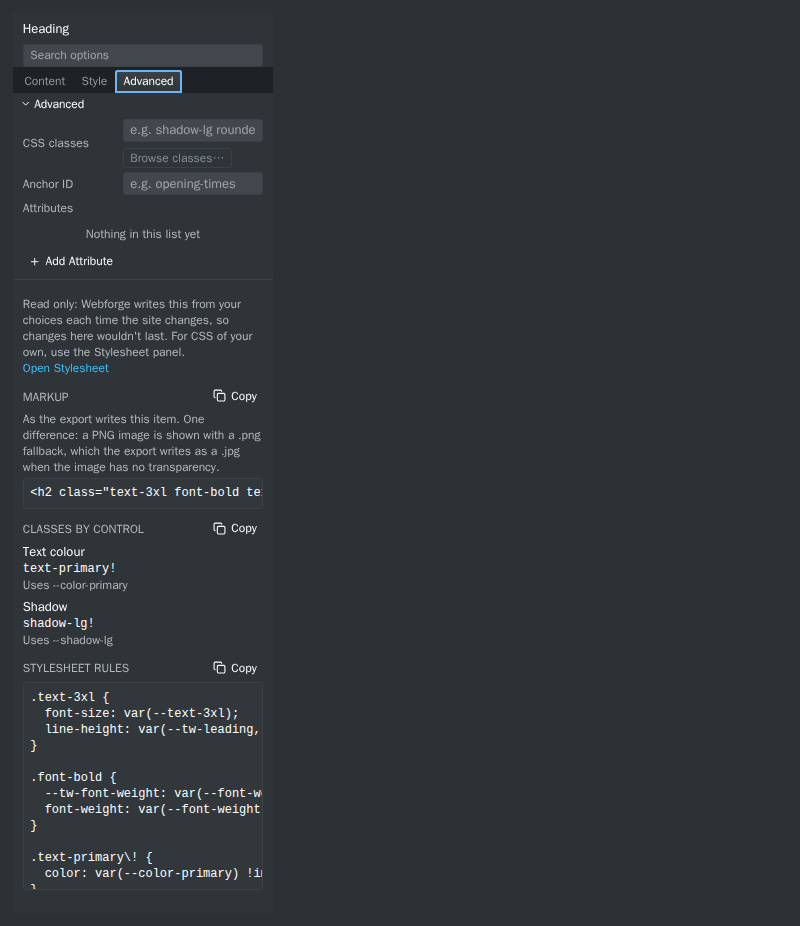 Heading
Search options
Content Style Advanced
Advanced
CSS classes
e.g. shadow-lg rounde
Browse classes···
Anchor ID
e.g. opening-times
Attributes
Nothing in this list yet
+ Add Attribute
Read only: Webforge writes this from your
choices each time the site changes, so
changes here wouldn't last. For CSS of your
own, use the Stylesheet panel.
Open Stylesheet
MARKUP
Copy
As the export writes this item. One
difference: a PNG image is shown with a .png
fallback, which the export writes as a .jpg
when the image has no transparency.
<h2 class="text-3xl font-bold te
CLASSES BY CONTROL
Copy
Text colour
text-primary!
Uses --color-primary
Shadow
shadow-lg!
Uses --shadow-lg
STYLESHEET RULES
Copy
.text-3xl {
  font-size: var(--text-3xl);
  line-height: var(--tw-leading,
}
.font-bold {
  --tw-font-weight: var(--font-w
  font-weight: var(--font-weight
}
.text-primary\! {
  color: var(--color-primary) !i
}